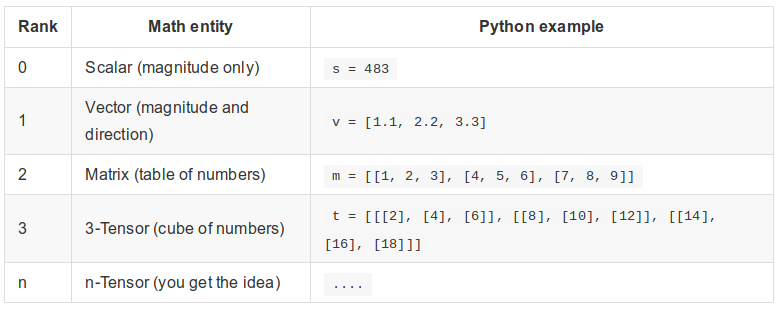 Rank Math entity Python example
0 Scalar (magnitude only) s = 483
1 Vector (magnitude and
direction) v = [1.1, 2.2, 3.3]
2 Matrix (table of numbers) m = [[1, 2, 3], [4, 5, 6], [7, 8, 9]]
3 3-Tensor (cube of numbers) t = [[[2], [4], [6]], [[8], [10], [12]], [[14],
[16], [18]]]
n n-Tensor (you get the idea) ....